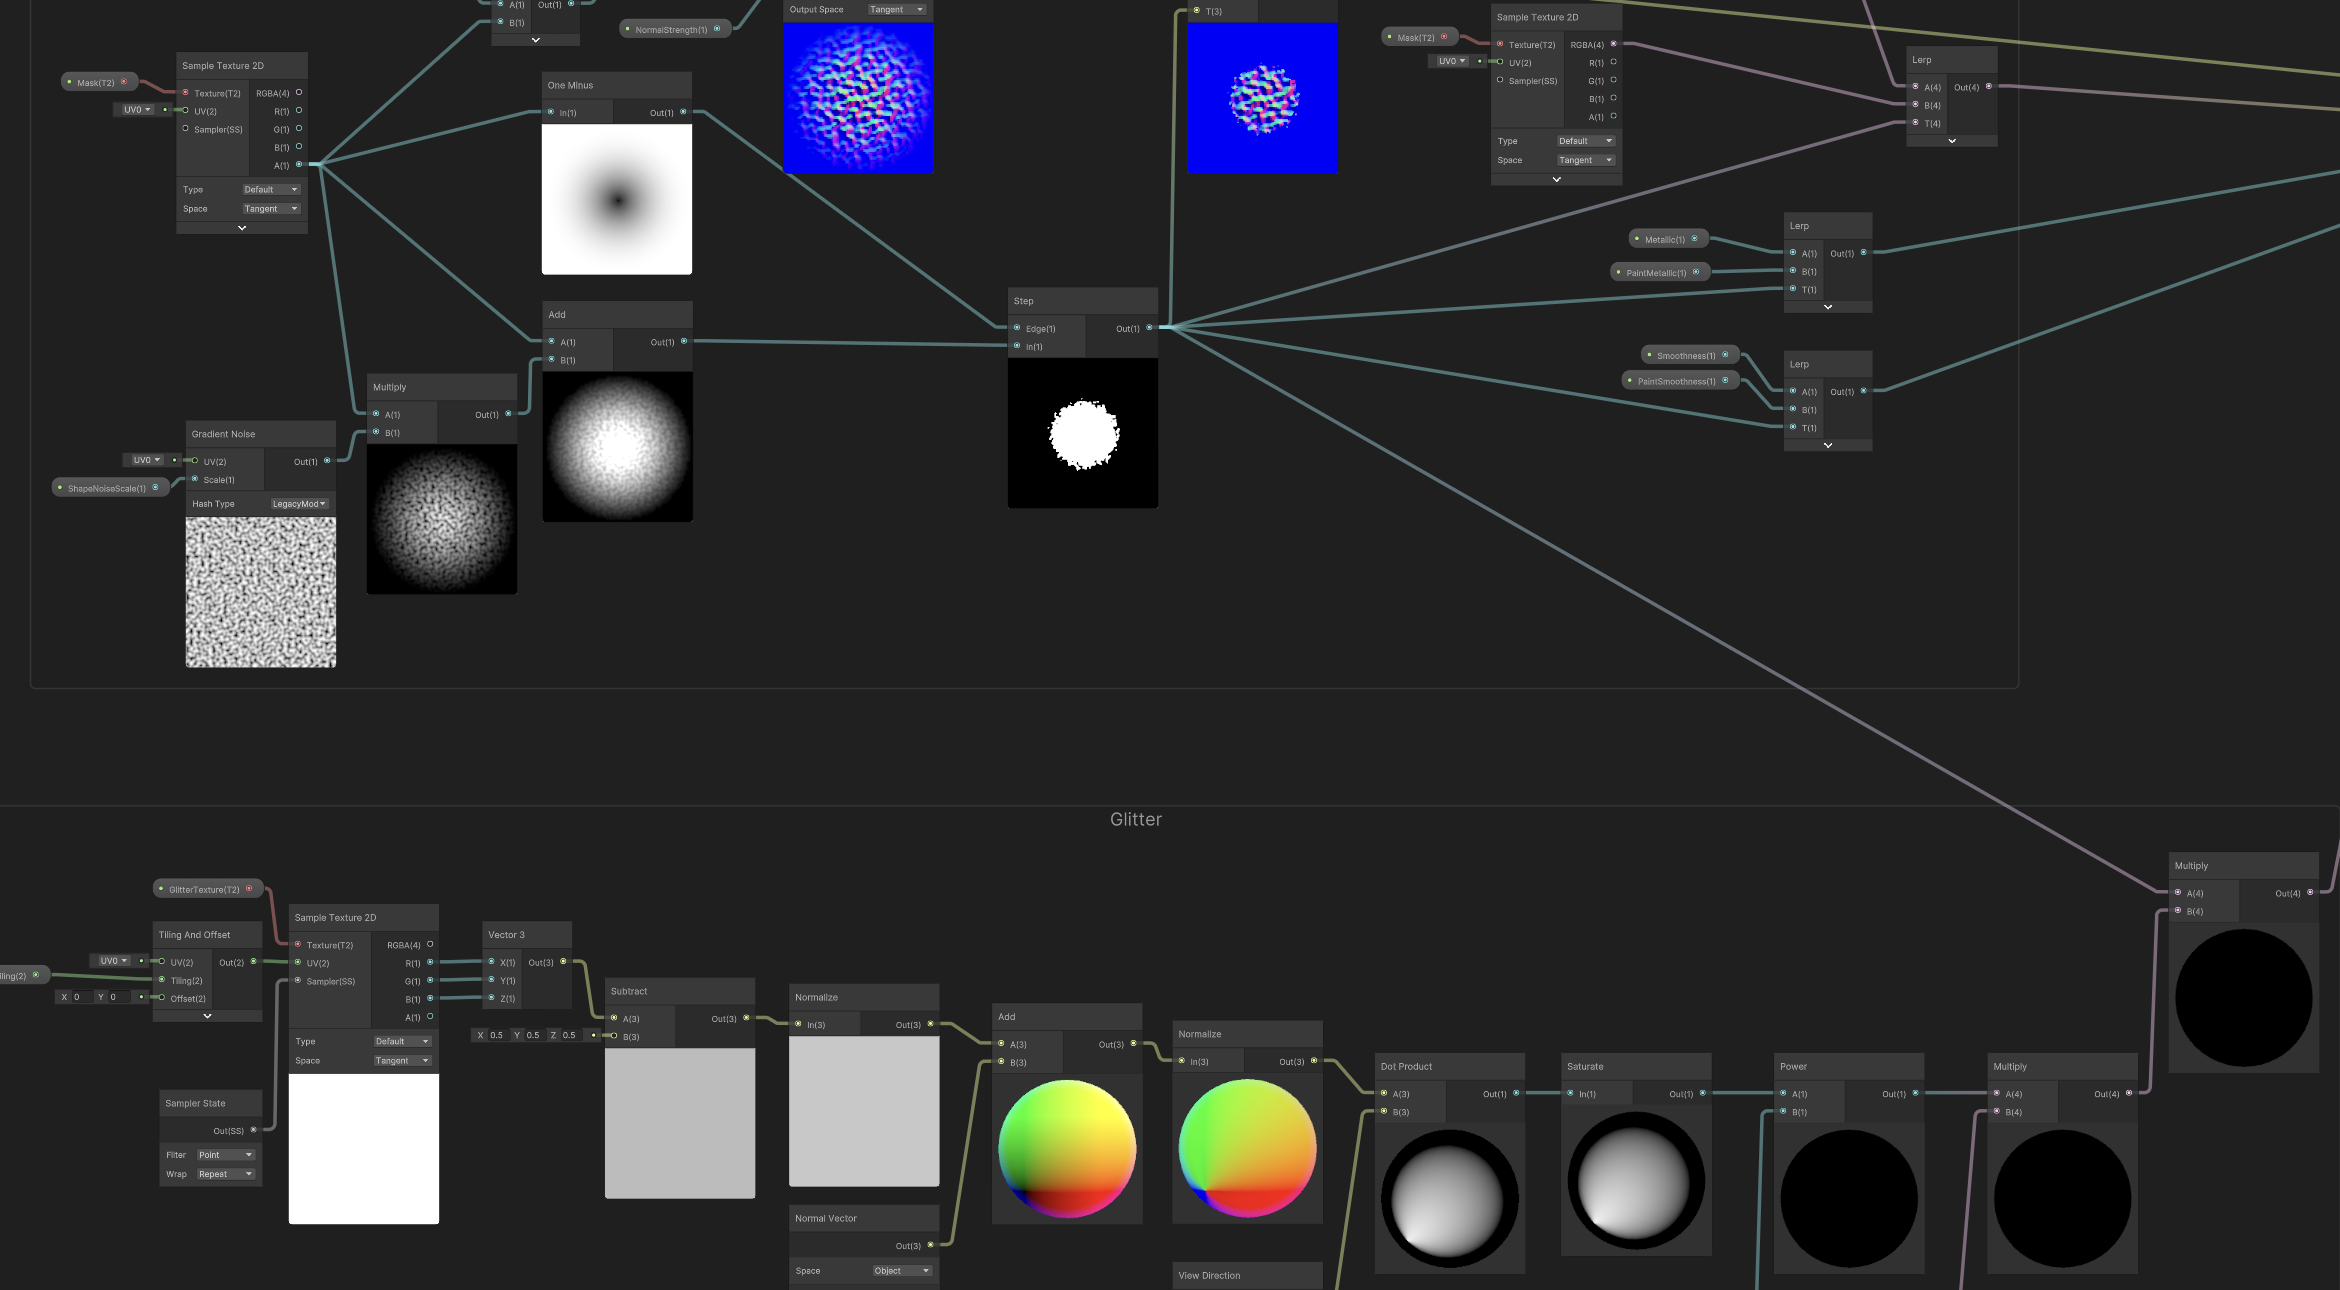 A(1) Out(1)
B(1)
NormalStrength(1)
Output Space Tangent
T(3)
Sample Texture 2D
Mask(T2)
Texture(T2) RGBA(4)
UV0
UV(2) R(1)
Sampler(SS) G(1)
B(1)
A(1)
Type Default
Space Tangent
Lerp
A(4) Out(4)
B(4)
T(4)
Sample Texture 2D
Mask(T2)
Texture(T2) RGBA(4)
UV0
UV(2) R(1)
Sampler(SS) G(1)
B(1)
A(1)
Type Default
Space Tangent
One Minus
In(1) Out(1)
Lerp
Metallic(1)
PaintMetallic(1)
A(1) Out(1)
B(1)
T(1)
Step
Edge(1) Out(1)
In(1)
Add
A(1) Out(1)
B(1)
Lerp
Smoothness(1)
PaintSmoothness(1)
A(1) Out(1)
B(1)
T(1)
Multiply
A(1) Out(1)
B(1)
Gradient Noise
UV0
UV(2) Out(1)
ShapeNoiseScale(1)
Scale(1)
Hash Type LegacyMod
Glitter
Multiply
A(4) Out(4)
B(4)
GlitterTexture(T2)
Tiling And Offset
UV0
UV(2) Out(2)
iling(2)
Tiling(2)
X 0 Y 0
Offset(2)
Sample Texture 2D
Texture(T2) RGBA(4)
UV(2) R(1)
Sampler(SS) G(1)
B(1)
A(1)
Type Default
Space Tangent
Sampler State
Out(SS)
Filter Point
Wrap Repeat
Vector 3
X(1) Out(3)
Y(1)
Z(1)
Subtract
A(3) Out(3)
X 0.5 Y 0.5 Z 0.5
B(3)
Normalize
In(3) Out(3)
Normal Vector
Out(3)
Space Object
Add
A(3) Out(3)
B(3)
Normalize
In(3) Out(3)
View Direction
Dot Product
A(3) Out(1)
B(3)
Saturate
In(1) Out(1)
Power
A(1) Out(1)
B(1)
Multiply
A(4) Out(4)
B(4)